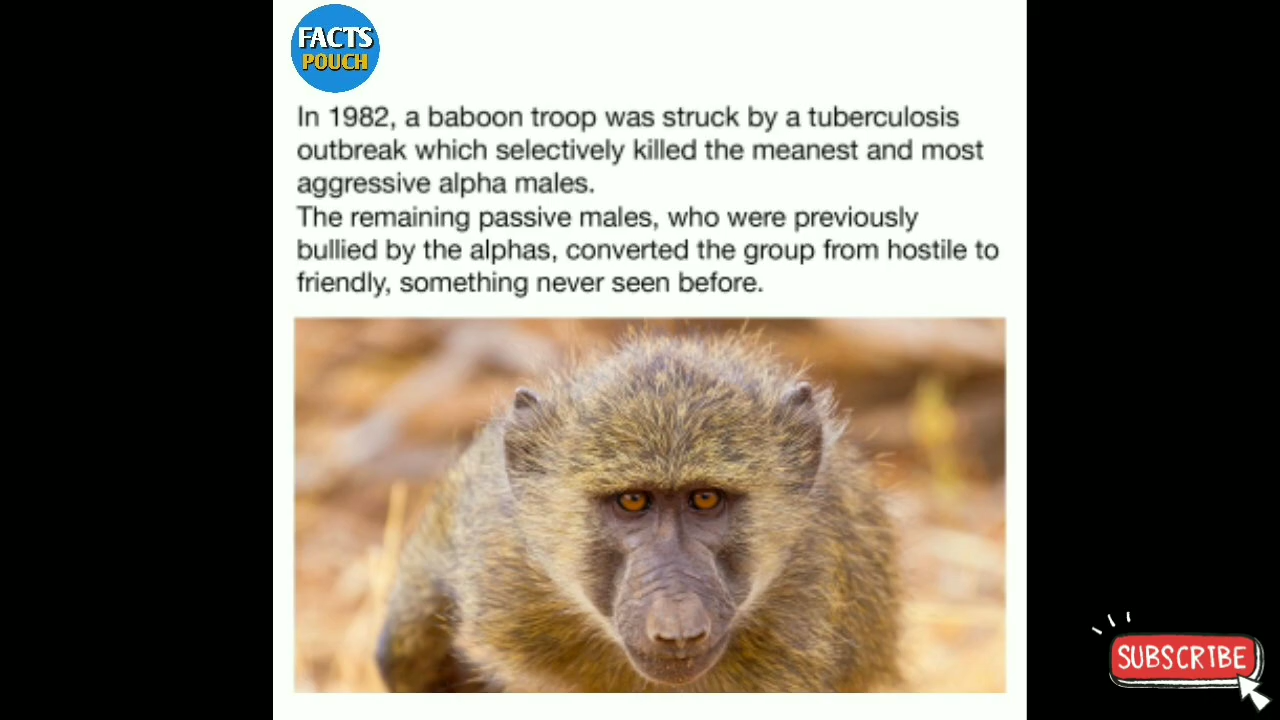 FACTS
POUCH
In 1982, a baboon troop was struck by a tuberculosis
outbreak which selectively killed the meanest and most
aggressive alpha males.
The remaining passive males, who were previously
bullied by the alphas, converted the group from hostile to
friendly, something never seen before.
SUBSCRIBE